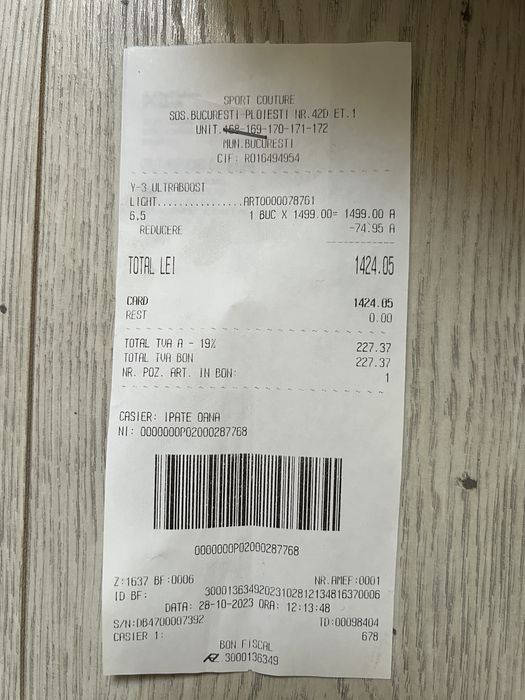 SPORT COUTURE
SOS.BUCURESTI-PLOIESTI NR.42D ET.1
UNIT.168-169-170-171-172
MUN.BUCURESTI
CIF: RO16494954
Y-3 ULTRABOOST
LIGHT................ART0000078761
6.5 1 BUC X 1499.00= 1499.00 A
REDUCERE -74.95 A
TOTAL LEI 1424.05
CARD 1424.05
REST 0.00
TOTAL TVA A - 19% 227.37
TOTAL TVA BON 227.37
NR. POZ. ART. IN BON: 1
CASIER: IPATE OANA
NI: 0000000P02000287768
0000000P02000287768
Z:1637 BF:0006 NR.AMEF:0001
ID BF: 30001363492023102812134816370006
DATA: 28-10-2023 ORA: 12:13:48
S/N:DB4700007392 TD:00098404
CASIER 1: 678
BON FISCAL
3000136349